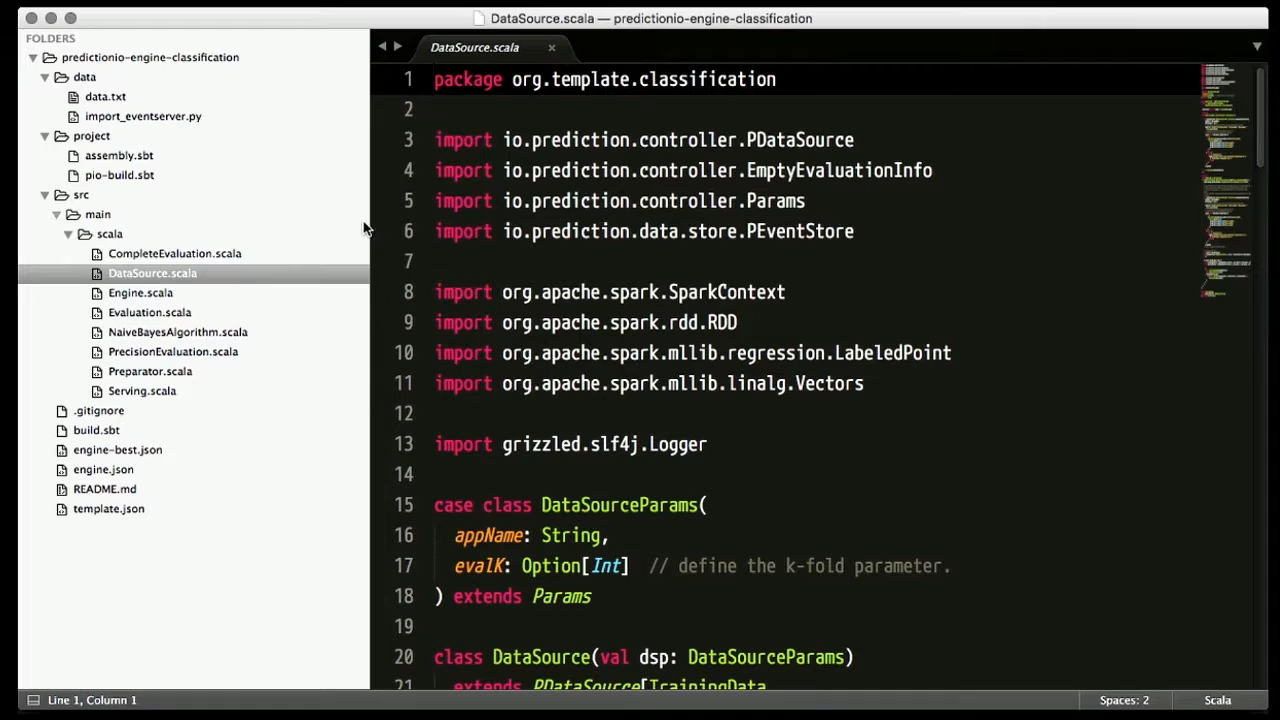 DataSource.scala — predictionio-engine-classification
FOLDERS
predictionio-engine-classification
data
data.txt
import_eventserver.py
project
assembly.sbt
pio-build.sbt
src
main
scala
CompleteEvaluation.scala
DataSource.scala
Engine.scala
Evaluation.scala
NaiveBayesAlgorithm.scala
PrecisionEvaluation.scala
Preparator.scala
Serving.scala
.gitignore
build.sbt
engine-best.json
engine.json
README.md
template.json
DataSource.scala
1 package org.template.classification
2
3 import io.prediction.controller.PDataSource
4 import io.prediction.controller.EmptyEvaluationInfo
5 import io.prediction.controller.Params
6 import io.prediction.data.store.PEventStore
7
8 import org.apache.spark.SparkContext
9 import org.apache.spark.rdd.RDD
10 import org.apache.spark.mllib.regression.LabeledPoint
11 import org.apache.spark.mllib.linalg.Vectors
12
13 import grizzled.slf4j.Logger
14
15 case class DataSourceParams(
16 appName: String,
17 evalK: Option[Int] // define the k-fold parameter.
18 ) extends Params
19
20 class DataSource(val dsp: DataSourceParams)
21 extends PDataSource[TrainingData,
Line 1, Column 1
Spaces: 2
Scala